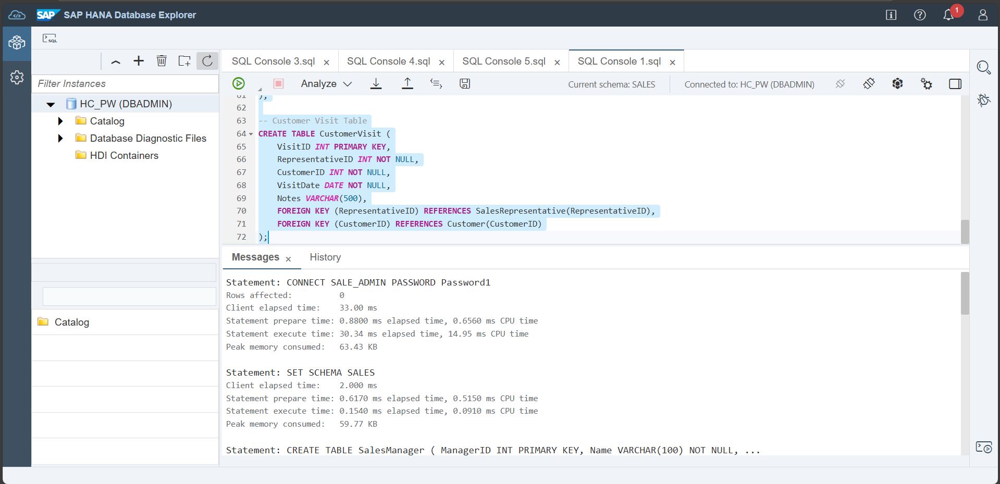 SAP SAP HANA Database Explorer
1
SQL
SQL Console 3.sql
SQL Console 4.sql
SQL Console 5.sql
SQL Console 1.sql
Filter Instances
HC_PW (DBADMIN)
Catalog
Database Diagnostic Files
HDI Containers
Catalog
Analyze
Current schema: SALES
Connected to: HC_PW (DBADMIN)
61 );
62
63 -- Customer Visit Table
64 CREATE TABLE CustomerVisit (
65 VisitID INT PRIMARY KEY,
66 RepresentativeID INT NOT NULL,
67 CustomerID INT NOT NULL,
68 VisitDate DATE NOT NULL,
69 Notes VARCHAR(500),
70 FOREIGN KEY (RepresentativeID) REFERENCES SalesRepresentative(RepresentativeID),
71 FOREIGN KEY (CustomerID) REFERENCES Customer(CustomerID)
72 );
Messages
History
Statement: CONNECT SALE_ADMIN PASSWORD Password1
Rows affected: 0
Client elapsed time: 33.00 ms
Statement prepare time: 0.8800 ms elapsed time, 0.6560 ms CPU time
Statement execute time: 30.34 ms elapsed time, 14.95 ms CPU time
Peak memory consumed: 63.43 KB
Statement: SET SCHEMA SALES
Client elapsed time: 2.000 ms
Statement prepare time: 0.6170 ms elapsed time, 0.5150 ms CPU time
Statement execute time: 0.1540 ms elapsed time, 0.0910 ms CPU time
Peak memory consumed: 59.77 KB
Statement: CREATE TABLE SalesManager ( ManagerID INT PRIMARY KEY, Name VARCHAR(100) NOT NULL, ...